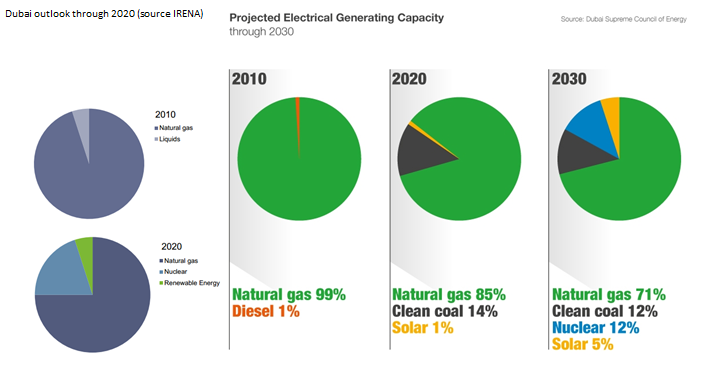 Dubai outlook through 2020 (source IRENA)
2010
Natural gas
Liquids
2020
Natural gas
Nuclear
Renewable Energy
Projected Electrical Generating Capacity
through 2030
Source: Dubai Supreme Council of Energy
2010
Natural gas 99%
Diesel 1%
2020
Natural gas 85%
Clean coal 14%
Solar 1%
2030
Natural gas 71%
Clean coal 12%
Nuclear 12%
Solar 5%